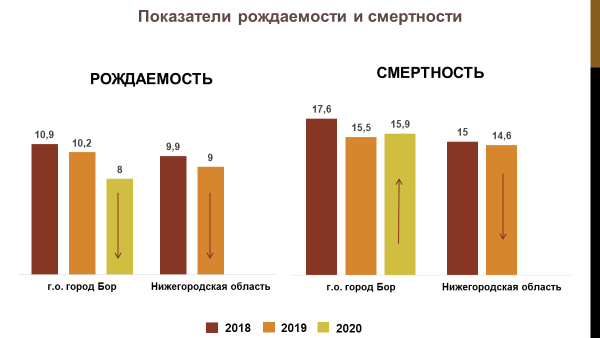 Показатели рождаемости и смертности
РОЖДАЕМОСТЬ
10,9
10,2
8
9,9
9
г.о. город Бор
Нижегородская область
СМЕРТНОСТЬ
17,6
15,5
15,9
15
14,6
г.о. город Бор
Нижегородская область
2018
2019
2020